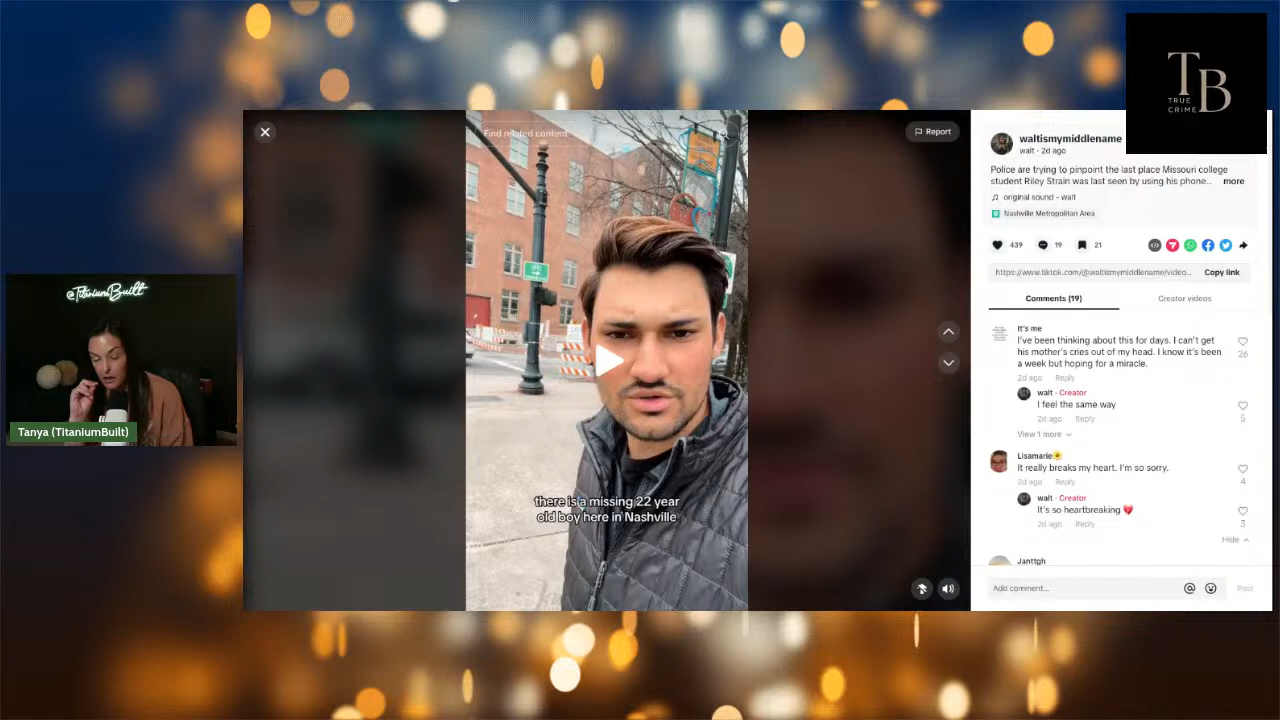 @TitaniumBuilt
Tanya (TitaniumBuilt)
Find related content
there is a missing 22 year
old boy here in Nashville
Report
TB
TRUE
CRIME
waltismymiddlename
walt · 2d ago
Police are trying to pinpoint the last place Missouri college
student Riley Strain was last seen by using his phone... more
original sound - walt
Nashville Metropolitan Area
439 19 21
https://www.tiktok.com/@waltismymiddlename/video... Copy link
Comments (19) Creator videos
It's me
I've been thinking about this for days. I can't get
his mother's cries out of my head. I know it's been
a week but hoping for a miracle.
26
2d ago Reply
walt · Creator
I feel the same way
5
2d ago Reply
View 1 more
Lisamarie🌻
It really breaks my heart. I'm so sorry.
4
2d ago Reply
walt · Creator
It's so heartbreaking 💔
3
2d ago Reply
Hide
Janttgh
Add comment... Post